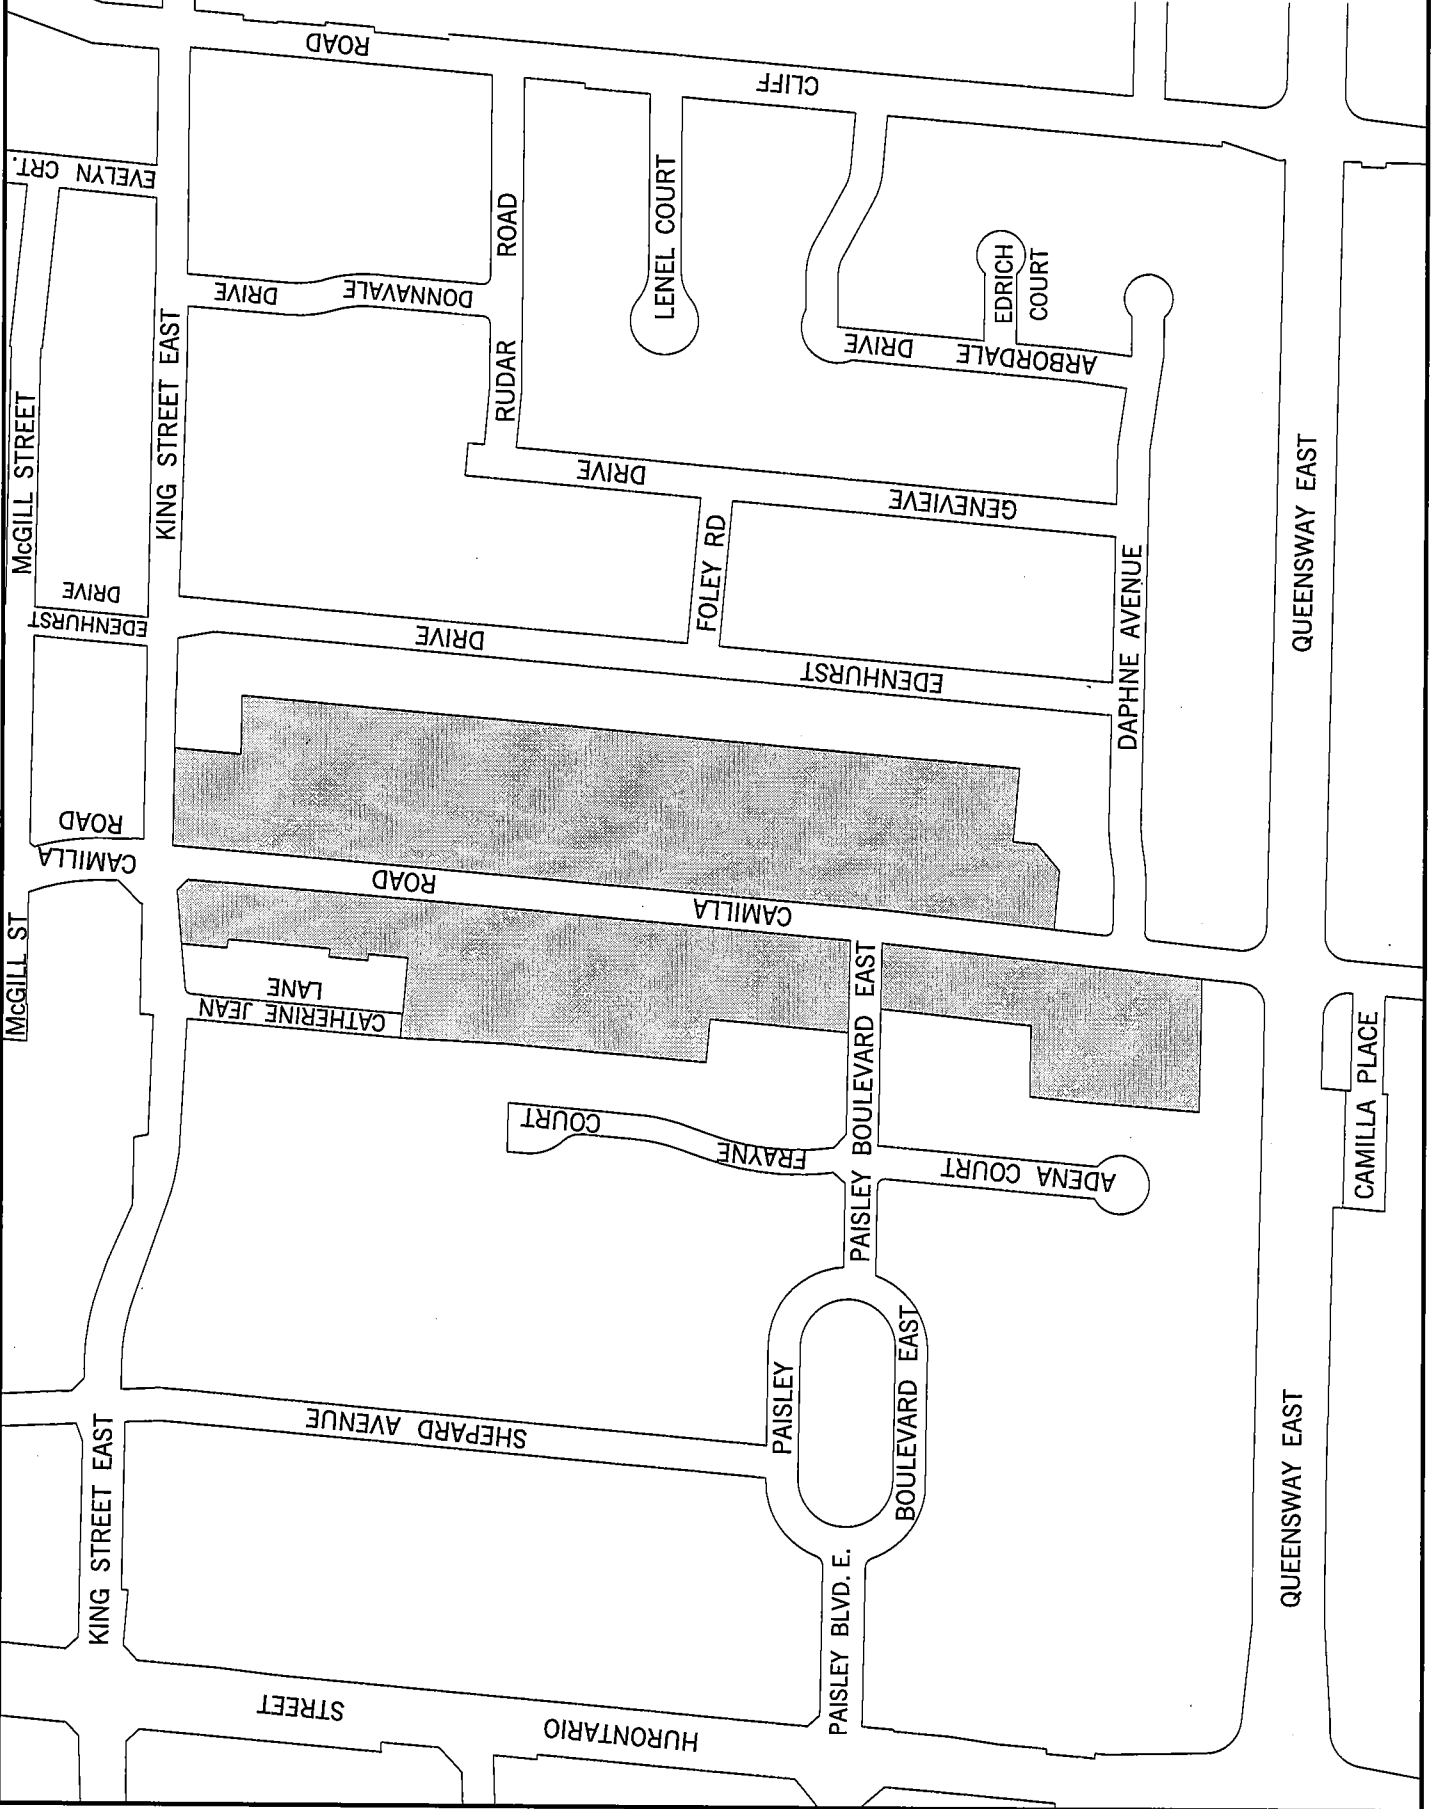 ROAD
CLIFF
EVELYN CRT.
LENEL COURT
ROAD
RUDAR
DONNAVALE
DRIVE
EDRICH
COURT
ARBORDALE
DRIVE
KING STREET EAST
McGILL STREET
GENEVIEVE
DRIVE
QUEENSWAY EAST
FOLEY RD
DAPHNE AVENUE
EDENHURST
DRIVE
EDENHURST
DRIVE
CAMILLA
ROAD
CAMILLA
ROAD
McGILL ST
CATHERINE JEAN
LANE
PAISLEY BOULEVARD EAST
CAMILLA PLACE
FRAYNE
COURT
ADENA COURT
PAISLEY
BOULEVARD EAST
SHEPARD AVENUE
KING STREET EAST
QUEENSWAY EAST
PAISLEY BLVD. E.
HURONTARIO
STREET